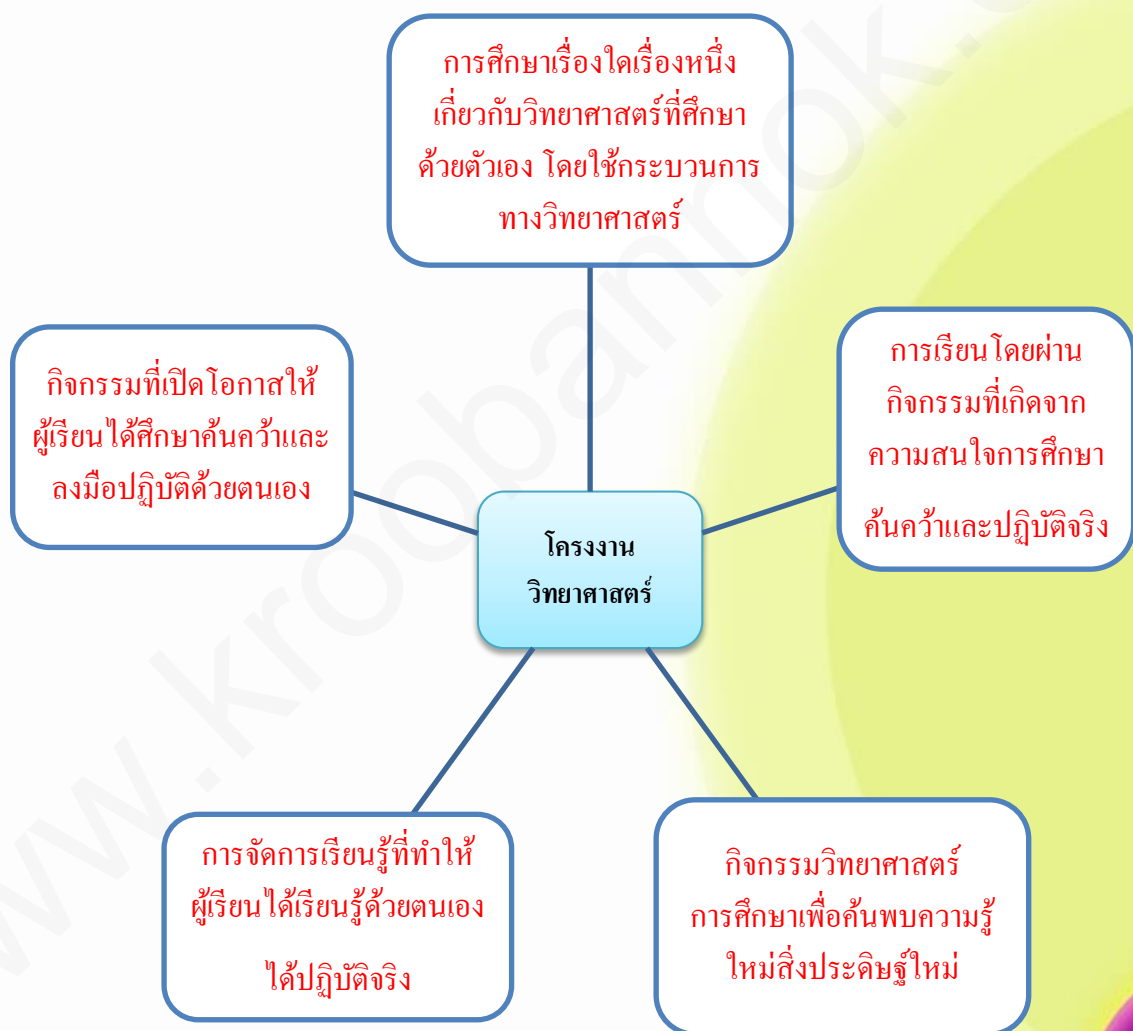 การศึกษาเรื่องใดเรื่องหนึ่ง
เกี่ยวกับวิทยาศาสตร์ที่ศึกษา
ด้วยตัวเอง โดยใช้กระบวนการ
ทางวิทยาศาสตร์
กิจกรรมที่เปิดโอกาสให้
ผู้เรียนได้ศึกษาค้นคว้าและ
ลงมือปฏิบัติด้วยตนเอง
การเรียนโดยผ่าน
กิจกรรมที่เกิดจาก
ความสนใจการศึกษา
ค้นคว้าและปฏิบัติจริง
โครงงาน
วิทยาศาสตร์
การจัดการเรียนรู้ที่ทำให้
ผู้เรียนได้เรียนรู้ด้วยตนเอง
ได้ปฏิบัติจริง
กิจกรรมวิทยาศาสตร์
การศึกษาเพื่อค้นพบความรู้
ใหม่สิ่งประดิษฐ์ใหม่
www.kroobannok.c